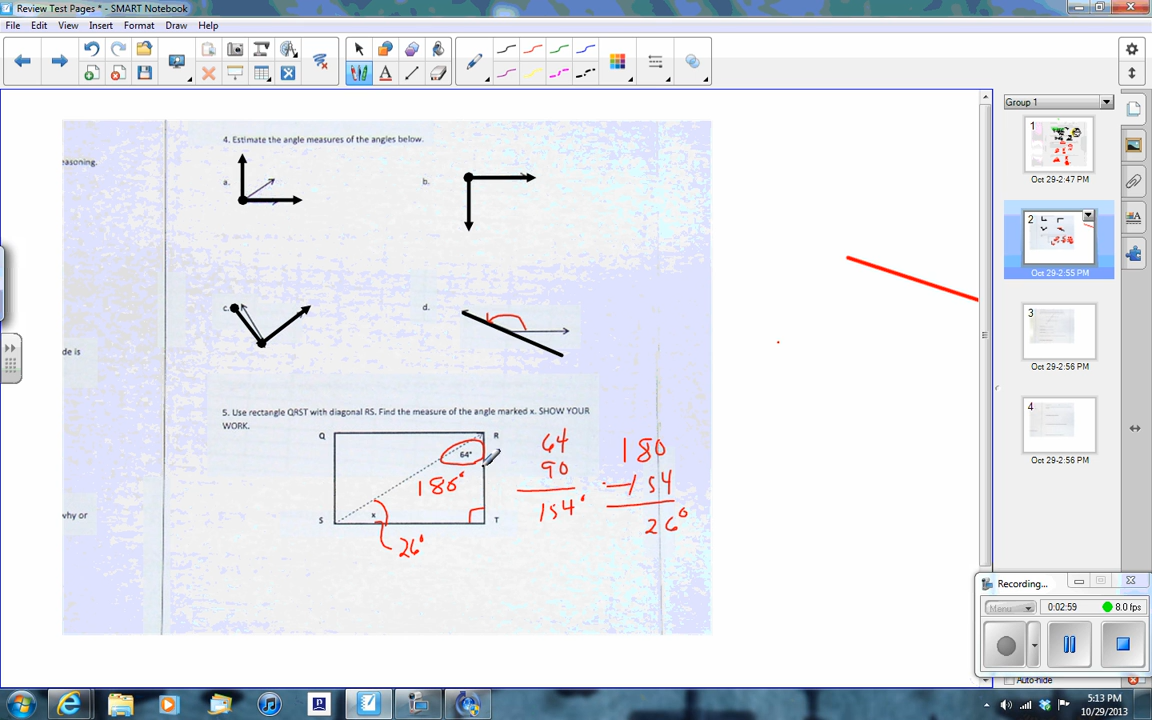 Review Test Pages * - SMART Notebook
File Edit View Insert Format Draw Help
Group 1
1
Oct 29-2:47 PM
2
Oct 29-2:55 PM
3
Oct 29-2:56 PM
4
Oct 29-2:56 PM
easoning.
de is
why or
4. Estimate the angle measures of the angles below.
a.
b.
c.
d.
5. Use rectangle QRST with diagonal RS. Find the measure of the angle marked x. SHOW YOUR
WORK.
Q
R
64°
180°
S
x
T
26°
64
90
154°
180
-154
26°
Recording...
Menu
0:02:59
8.0 fps
Auto-hide
5:13 PM
10/29/2013